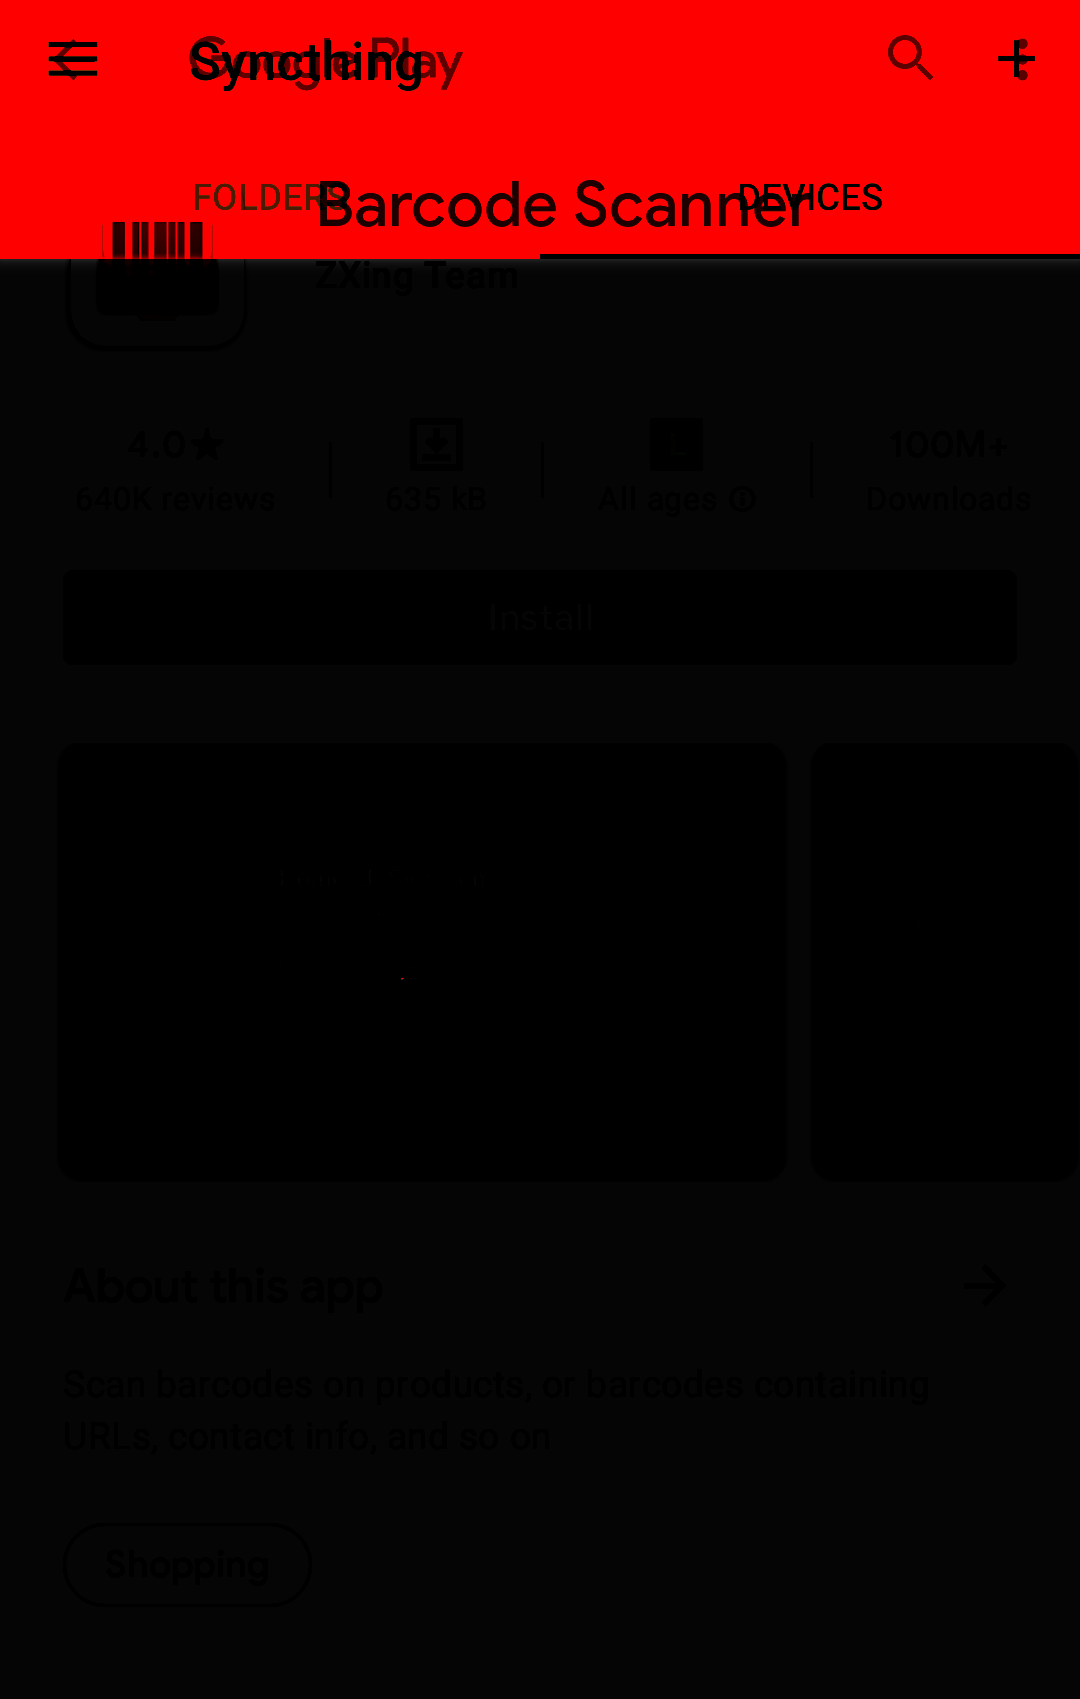 Google Play
Syncthing
FOLDERS
DEVICES
Barcode Scanner
ZXing Team
4.0★
640K reviews
635 kB
All ages
100M+
Downloads
Install
About this app
Scan barcodes on products, or barcodes containing
URLs, contact info, and so on
Shopping